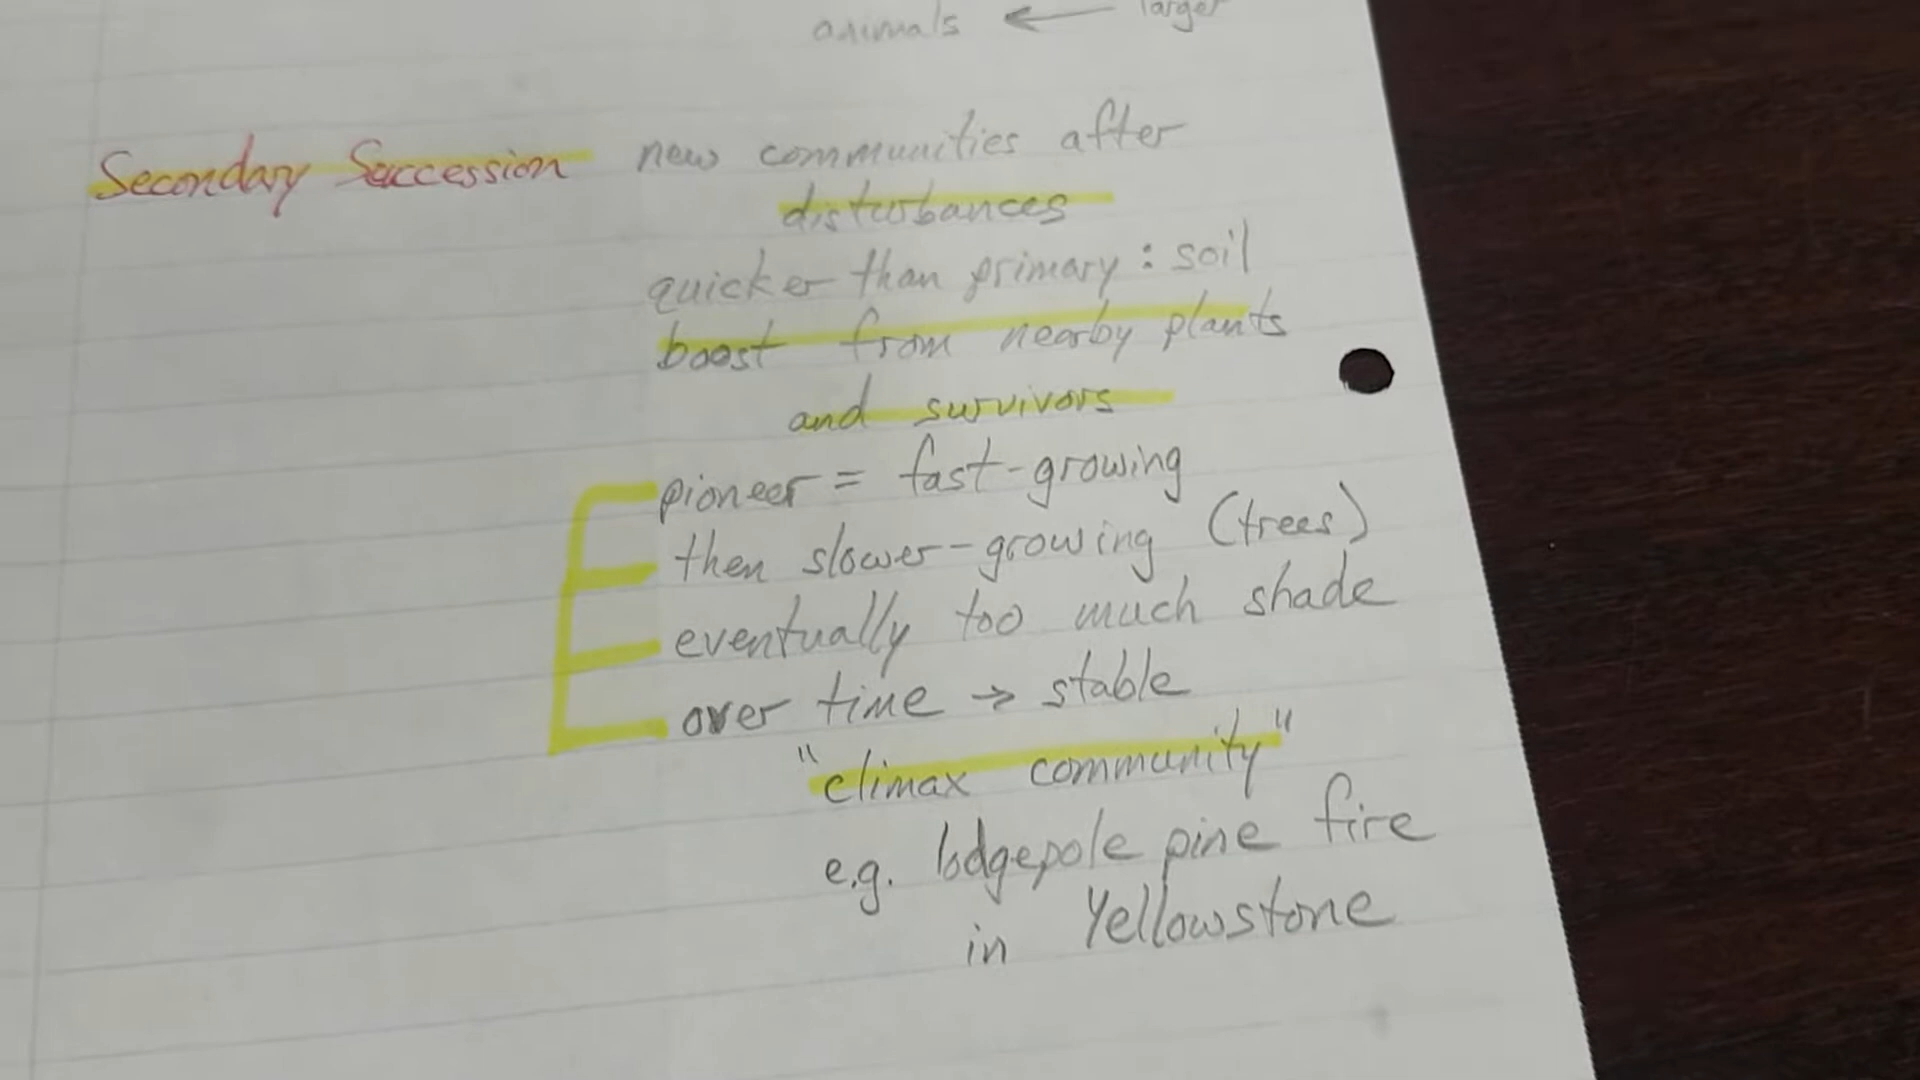 animals ← larger
Secondary Succession new communities after
disturbances
quicker than primary : soil
boost from nearby plants
and survivors
pioneer = fast-growing
then slower-growing (trees)
eventually too much shade
over time → stable
"climax community"
e.g. lodgepole pine fire
in Yellowstone